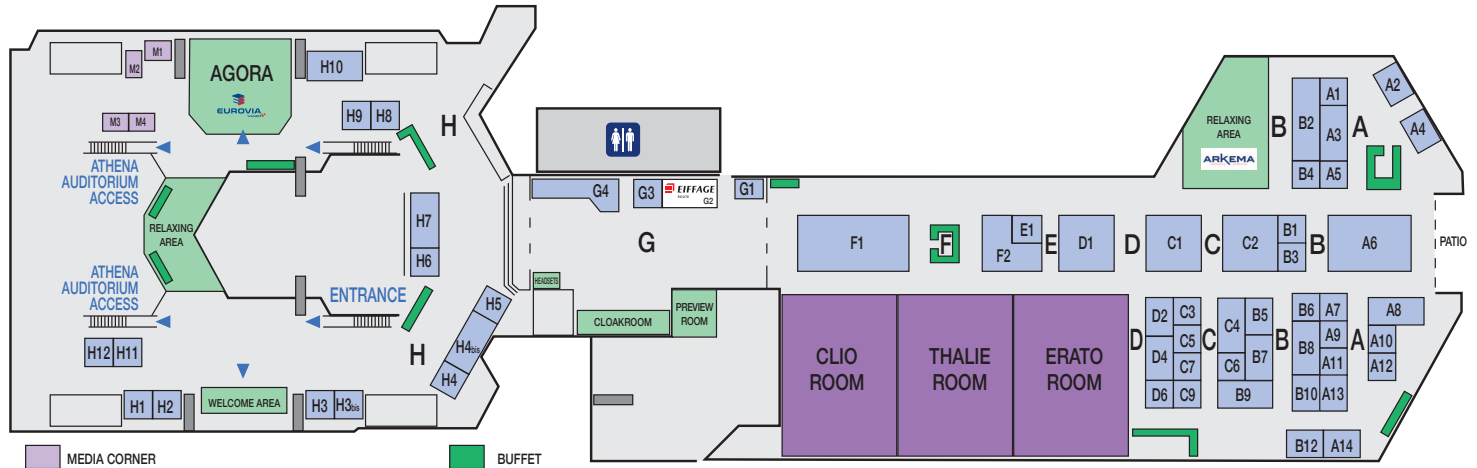 M1
M2
AGORA
EUROVIA
VINCI
H10
M3 M4
H9 H8
H
ATHENA
AUDITORIUM
ACCESS
RELAXING
AREA
H7
H6
ATHENA
AUDITORIUM
ACCESS
ENTRANCE
H5
H4bis
H4
H
H12 H11
H1 H2
WELCOME AREA
H3 H3bis
G4
G3
EIFFAGE
ROUTE
G2
G1
G
HEADSETS
CLOAKROOM
PREVIEW
ROOM
F1
F
E1
F2
E
D1
D
C1
C
C2
B1
B3
B
A6
PATIO
RELAXING
AREA
ARKEMA
B
B2
B4
A1
A3
A5
A
A2
A4
CLIO
ROOM
THALIE
ROOM
ERATO
ROOM
D
D2
D4
D6
C3
C5
C7
C9
C
C4
C6
B5
B7
B9
B
B6
B8
B10
A7
A9
A11
A13
A
A8
A10
A12
B12 A14
MEDIA CORNER
BUFFET